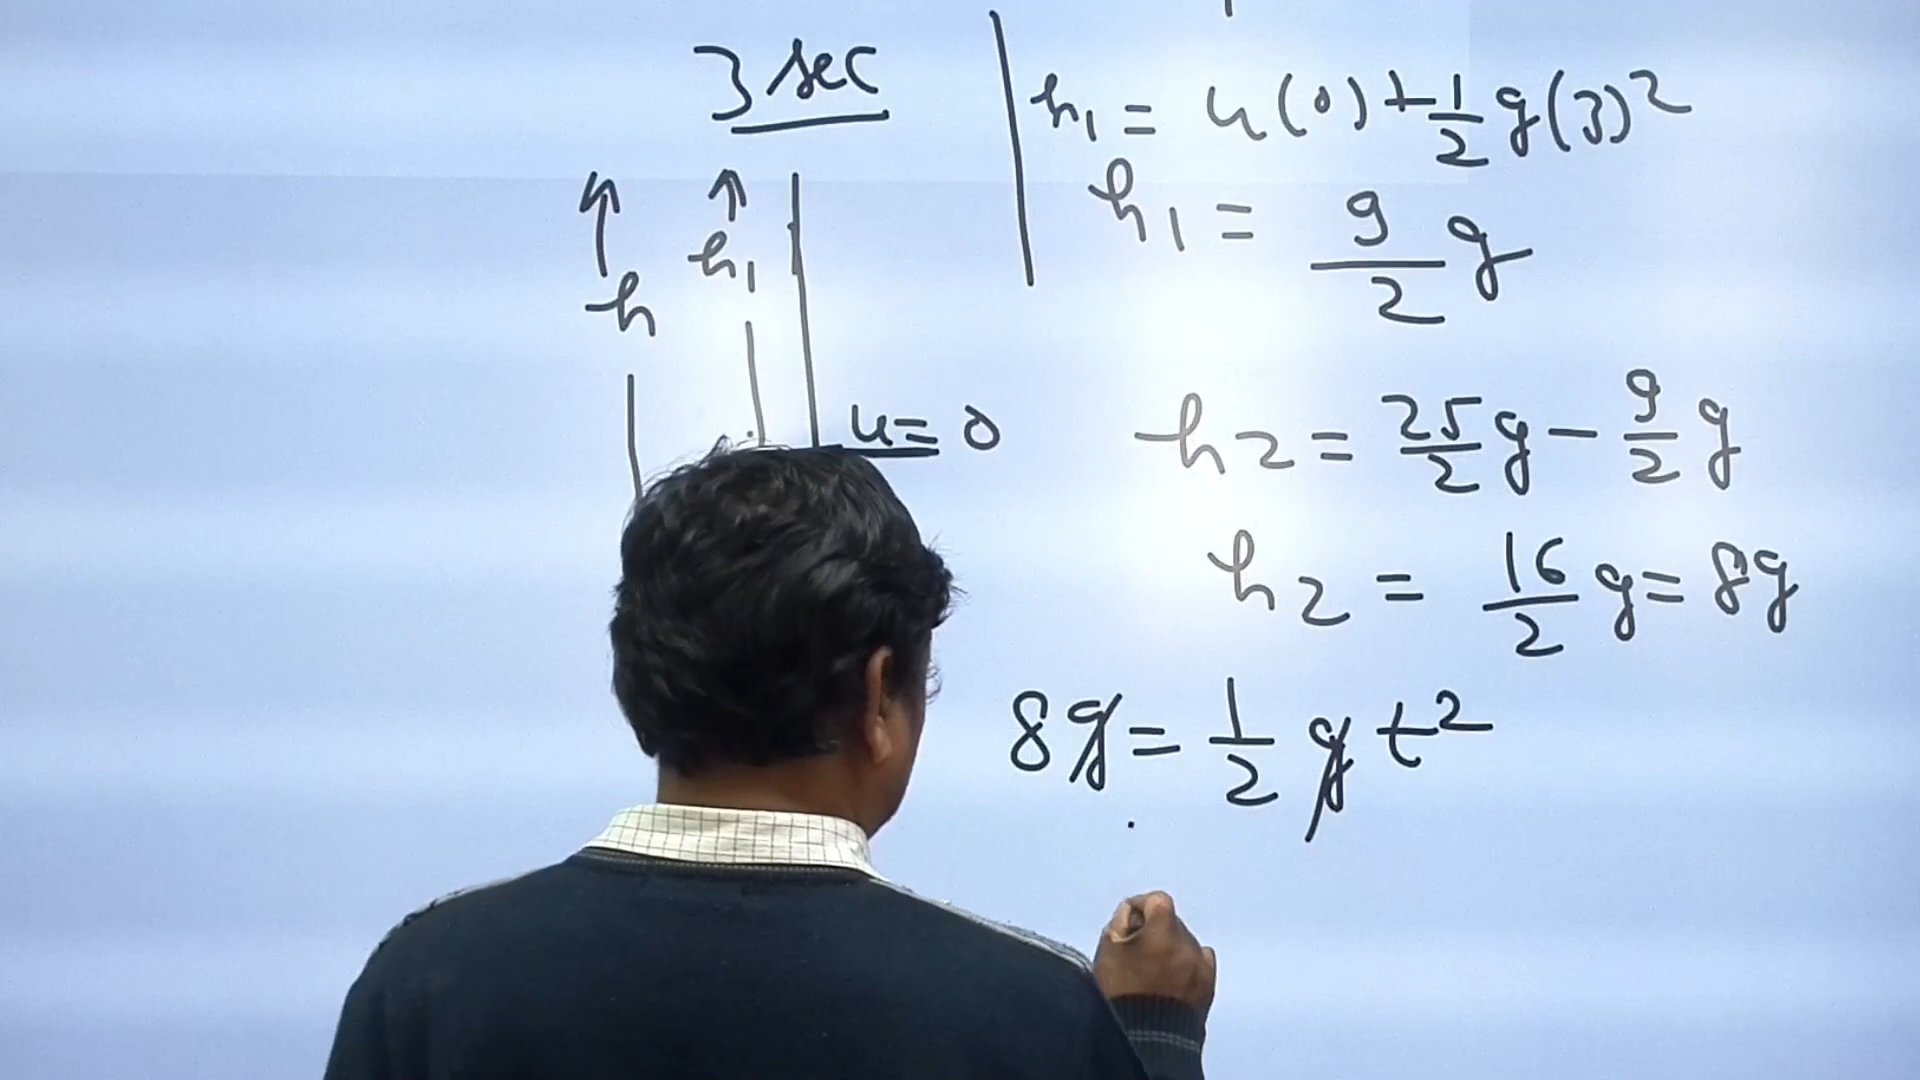 3 sec
h₁ = u(0) + 1/2 g(3)²
h₁ = 9/2 g
h
h₁
u = 0
h2 = 25/2 g - 9/2 g
h2 = 16/2 g = 8g
8g = 1/2 g t²